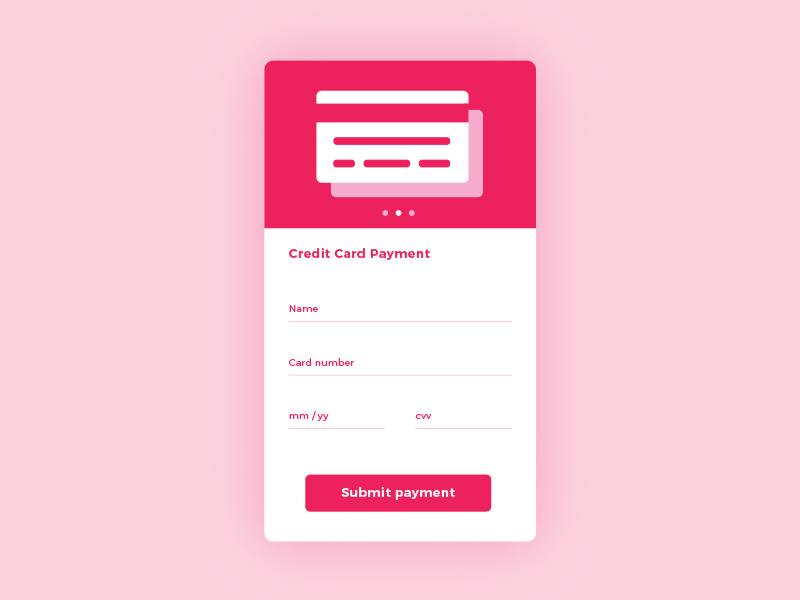 Credit Card Payment
Name
Card number
mm / yy
cvv
Submit payment